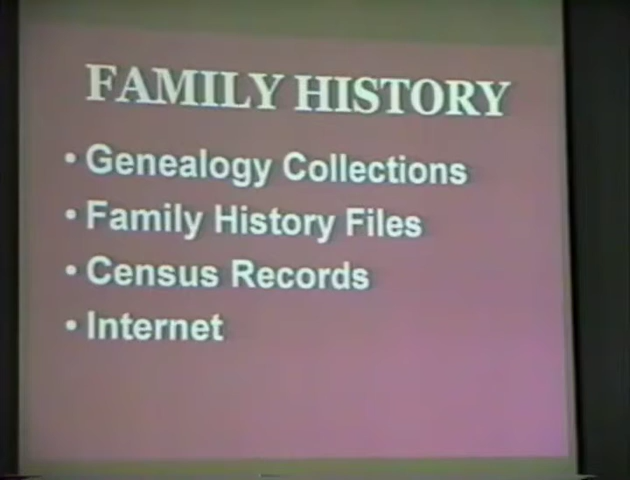 FAMILY HISTORY
• Genealogy Collections
• Family History Files
• Census Records
• Internet